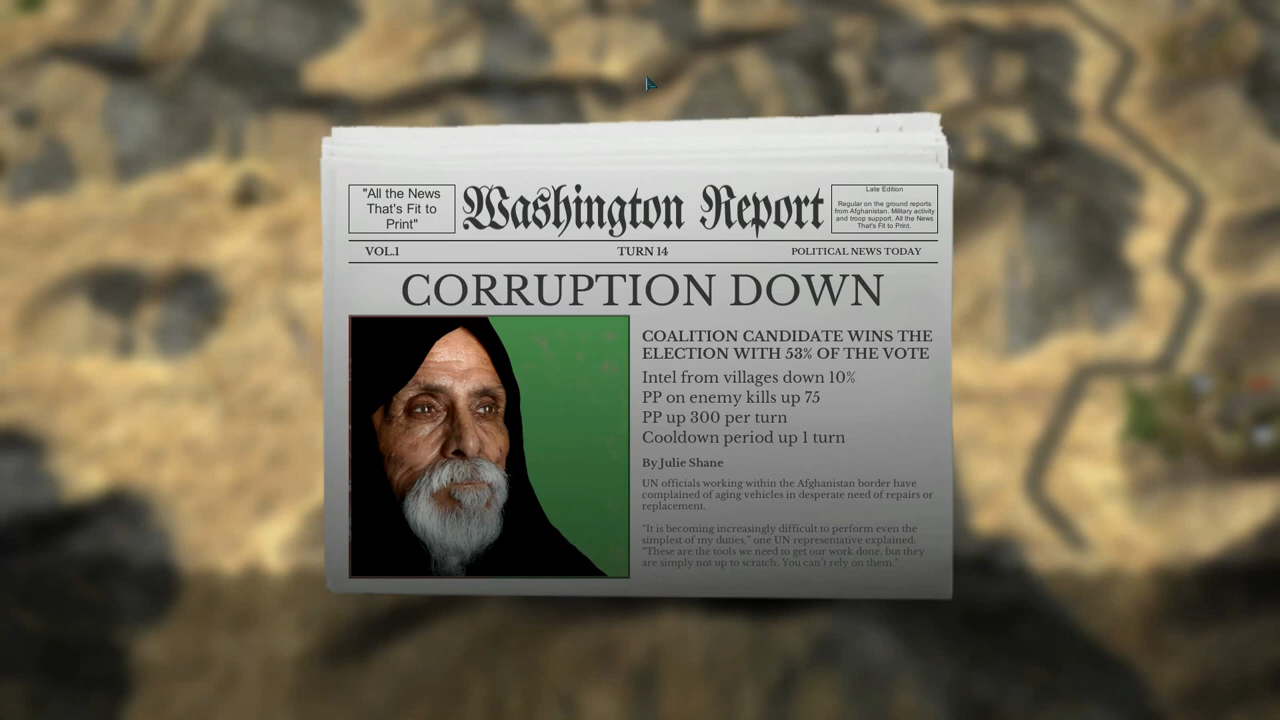 "All the News
That's Fit to
Print"
Washington Report
Late Edition
Regular on the ground reports
from Afghanistan. Military activity
and troop support. All the News
That's Fit to Print.
VOL.1
TURN 14
POLITICAL NEWS TODAY
CORRUPTION DOWN
COALITION CANDIDATE WINS THE
ELECTION WITH 53% OF THE VOTE
Intel from villages down 10%
PP on enemy kills up 75
PP up 300 per turn
Cooldown period up 1 turn
By Julie Shane
UN officials working within the Afghanistan border have
complained of aging vehicles in desperate need of repairs or
replacement.
"It is becoming increasingly difficult to perform even the
simplest of my duties," one UN representative explained.
"These are the tools we need to get our work done, but they
are simply not up to scratch. You can't rely on them."